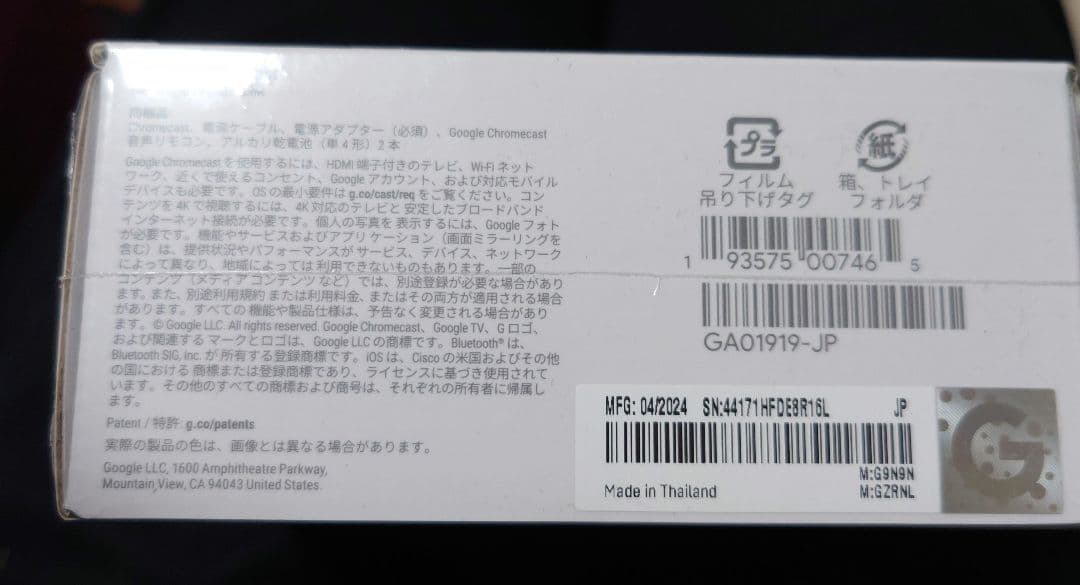 同梱品:
Chromecast、電源ケーブル、電源アダプター（必須）、Google Chromecast
音声リモコン、アルカリ乾電池（単４形）2本
Google Chromecast を使用するには、HDMI 端子付きのテレビ、Wi-Fi ネット
ワーク、近くで使えるコンセント、Google アカウント、および対応モバイル
デバイスも必要です。OSの最小要件は g.co/cast/req をご覧ください。コン
テンツを 4K で視聴するには、4K 対応のテレビと 安定したブロードバンド
インターネット接続が必要です。個人の写真を 表示するには、Google フォト
が必要です。機能やサービスおよびアプリケーション（画面ミラーリングを
含む）は、提供状況やパフォーマンスが サービス、デバイス、ネットワーク
によって異なり、地域によっては 利用できないものもあります。一部の
コンテンツ（メディア コンテンツ など）では、別途登録が必要な場合があり
ます。また、別途利用規約 または利用料金、またはその両方が適用される場合
があります。すべての 機能や製品仕様は、予告なく変更される場合があり
ます。© Google LLC. All rights reserved. Google Chromecast、Google TV、G ロゴ、
および関連する マークとロゴは、Google LLC の商標です。Bluetooth® は、
Bluetooth SIG, Inc. が 所有する登録商標です。iOS は、Cisco の米国およびその他
の国における 商標または登録商標であり、ライセンスに基づき使用されて
います。その他のすべての商標および商号は、それぞれの所有者に帰属し
ます。
Patent / 特許: g.co/patents
実際の製品の色は、画像とは異なる場合があります。
Google LLC, 1600 Amphitheatre Parkway,
Mountain View, CA 94043 United States.
プラ
フィルム
吊り下げタグ
紙
箱、トレイ
フォルダ
1 93575 00746 5
GA01919-JP
MFG: 04/2024 SN:44171HFDE8R16L JP
M:G9N9N
Made in Thailand M:GZRNL
G